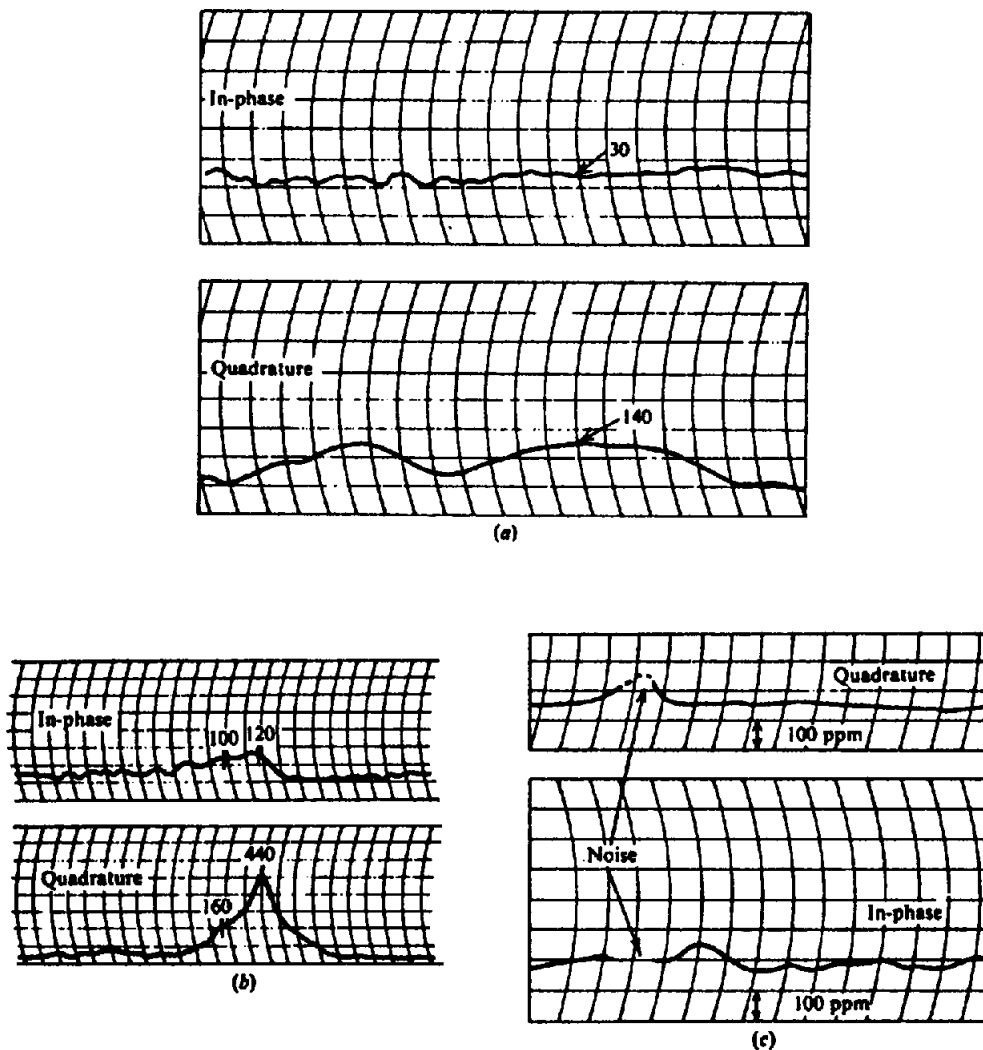 In-phase
30
Quadrature
140
(a)
In-phase
100 120
Quadrature
440
160
(b)
Quadrature
100 ppm
Noise
In-phase
100 ppm
(c)